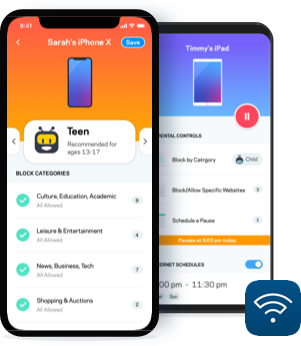 9:41
Sarah's iPhone X
Save
Teen
Recommended for
ages 13-17
BLOCK CATEGORIES
Culture, Education, Academic
All Allowed
9
Leisure & Entertainment
All Allowed
4
News, Business, Tech
All Allowed
7
Shopping & Auctions
All Allowed
2
Timmy's iPad
ENTAL CONTROLS
Block by Catrgory
Child
Block/Allow Specific Websites
3
Schedule a Pause
1
Pauses at 9:00 pm today
ERNET SCHEDULES
00 pm - 11:30 pm
Sat
Sun